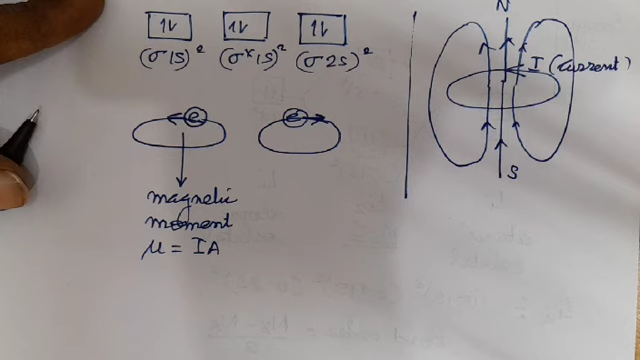 1↓ 1↓ 1↓
(σ1s)² (σ*1s)² (σ2s)²
e e
magnetic
moment
μ = IA
N
I (current)
S